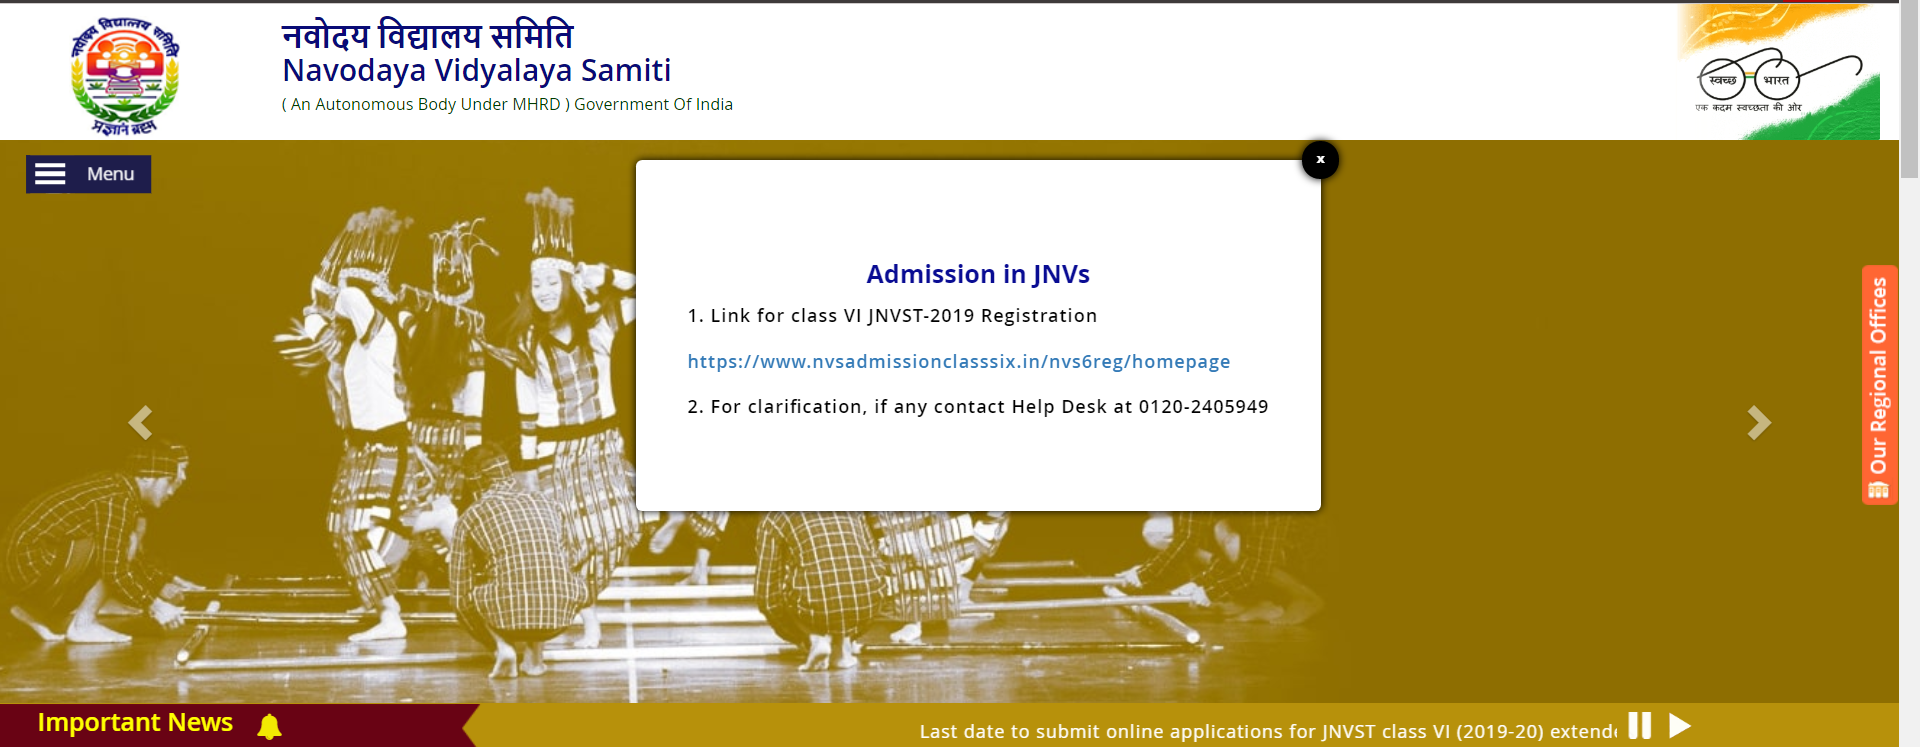 नवोदय विद्यालय समिति
नवोदय विद्यालय समिति
Navodaya Vidyalaya Samiti
( An Autonomous Body Under MHRD ) Government Of India
प्रज्ञानं ब्रह्म
स्वच्छ भारत
एक कदम स्वच्छता की ओर
Menu
x
Admission in JNVs
1. Link for class VI JNVST-2019 Registration
https://www.nvsadmissionclasssix.in/nvs6reg/homepage
2. For clarification, if any contact Help Desk at 0120-2405949
Our Regional Offices
Important News
Last date to submit online applications for JNVST class VI (2019-20)